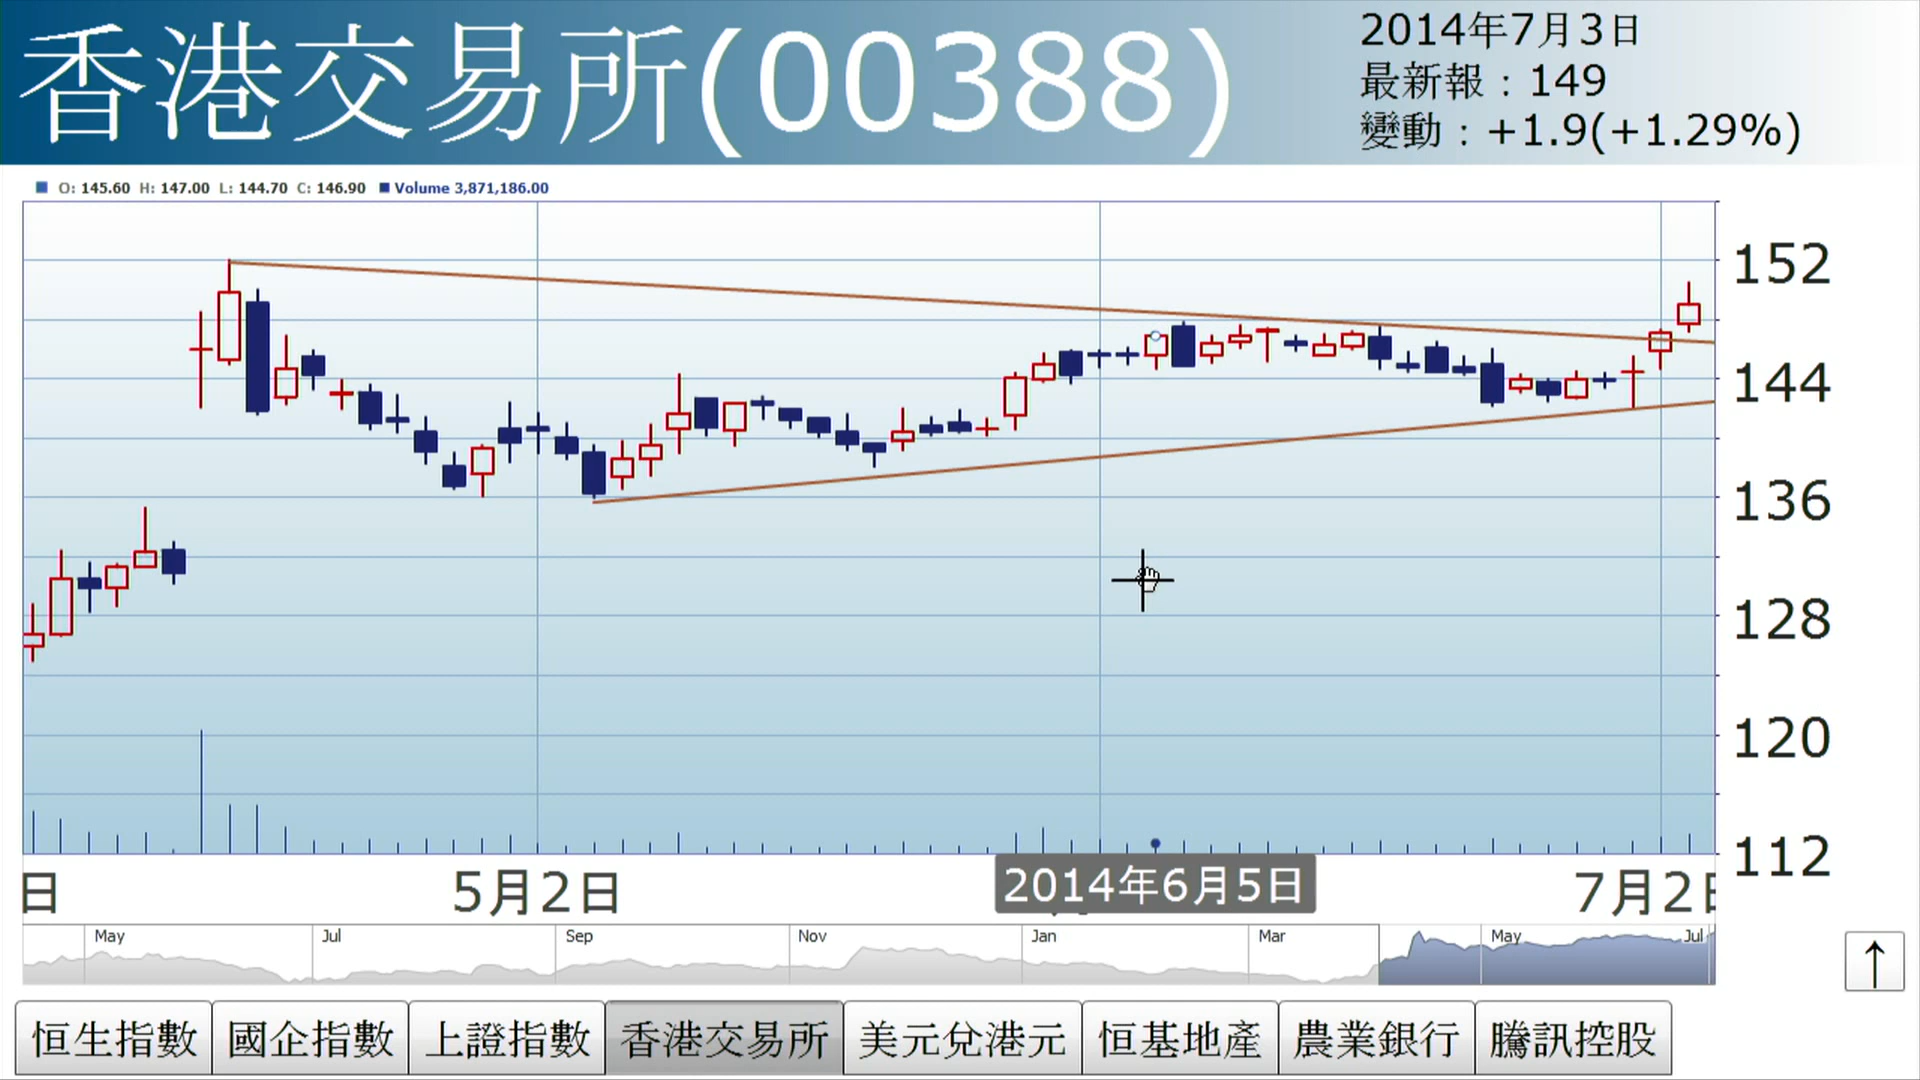 香港交易所(00388)
2014年7月3日
最新報：149
變動：+1.9(+1.29%)
O: 145.60 H: 147.00 L: 144.70 C: 146.90 Volume 3,871,186.00
152
144
136
128
120
112
日 5月2日 2014年6月5日 7月2日
May Jul Sep Nov Jan Mar May Jul
↑
恒生指數 國企指數 上證指數 香港交易所 美元兌港元 恒基地產 農業銀行 騰訊控股